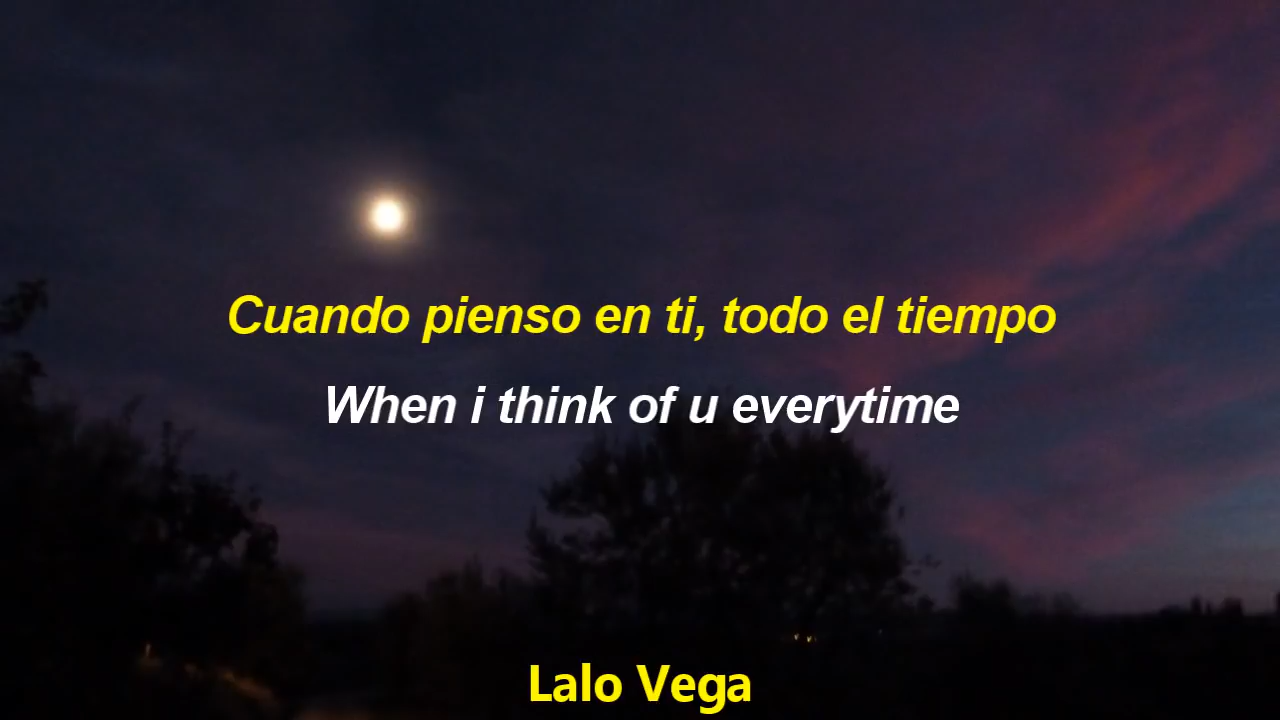 Cuando pienso en ti, todo el tiempo
When i think of u everytime
Lalo Vega